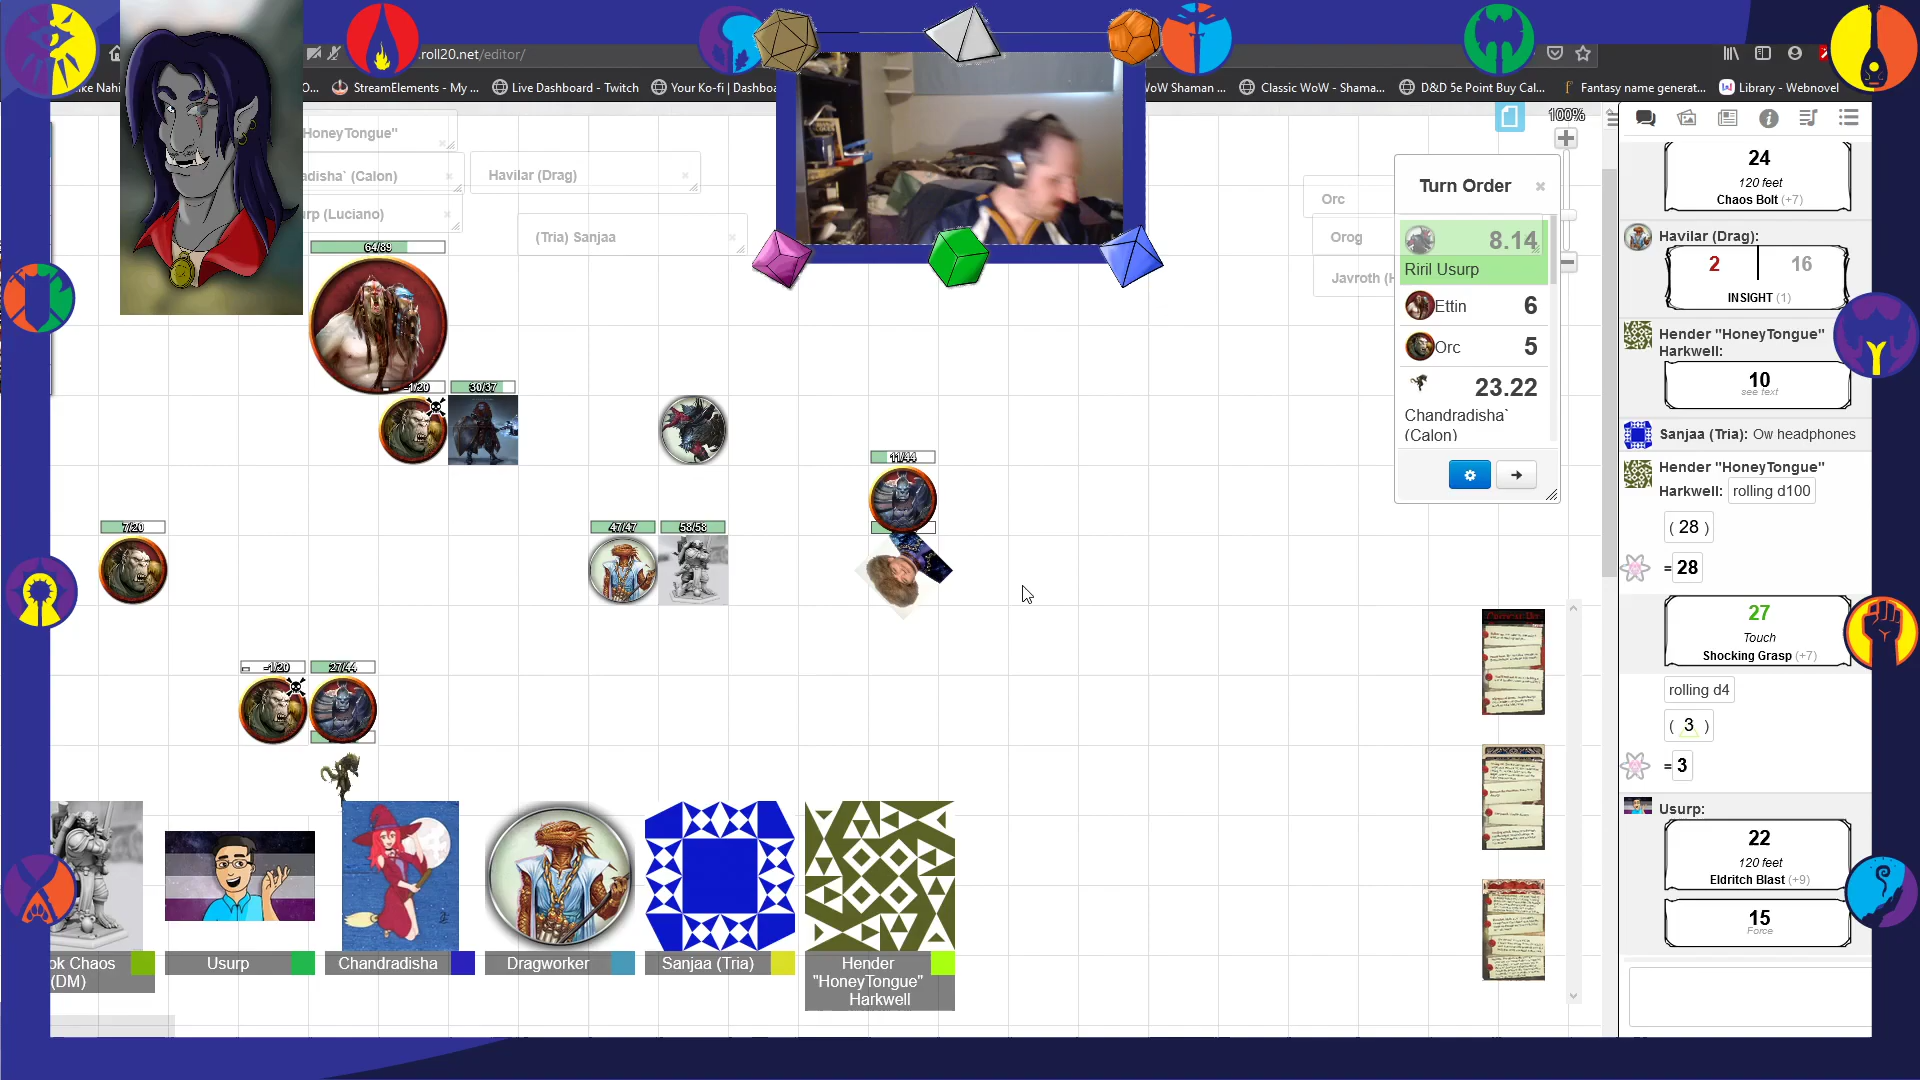 .roll20.net/editor/
StreamElements - My ...
Live Dashboard - Twitch
Your Ko-fi | Dashboa
WoW Shaman ...
Classic WoW - Shama...
D&D 5e Point Buy Cal...
Fantasy name generat...
Library - Webnovel
HoneyTongue"
adisha` (Calon)
Havilar (Drag)
rp (Luciano)
(Tria) Sanjaa
Orc
Orog
Javroth (H
100%
Turn Order
8.14
Riril Usurp
Ettin 6
Orc 5
23.22
Chandradisha`
(Calon)
64/89
-1/20
30/37
11/44
7/20
47/47
58/58
-1/20
27/44
ok Chaos
(DM)
Usurp
Chandradisha
Dragworker
Sanjaa (Tria)
Hender
"HoneyTongue"
Harkwell
24
120 feet
Chaos Bolt (+7)
Havilar (Drag):
2 16
INSIGHT (1)
Hender "HoneyTongue"
Harkwell:
10
see text
Sanjaa (Tria): Ow headphones
Hender "HoneyTongue"
Harkwell: rolling d100
( 28 )
= 28
27
Touch
Shocking Grasp (+7)
rolling d4
( 3 )
= 3
Usurp:
22
120 feet
Eldritch Blast (+9)
15
Force